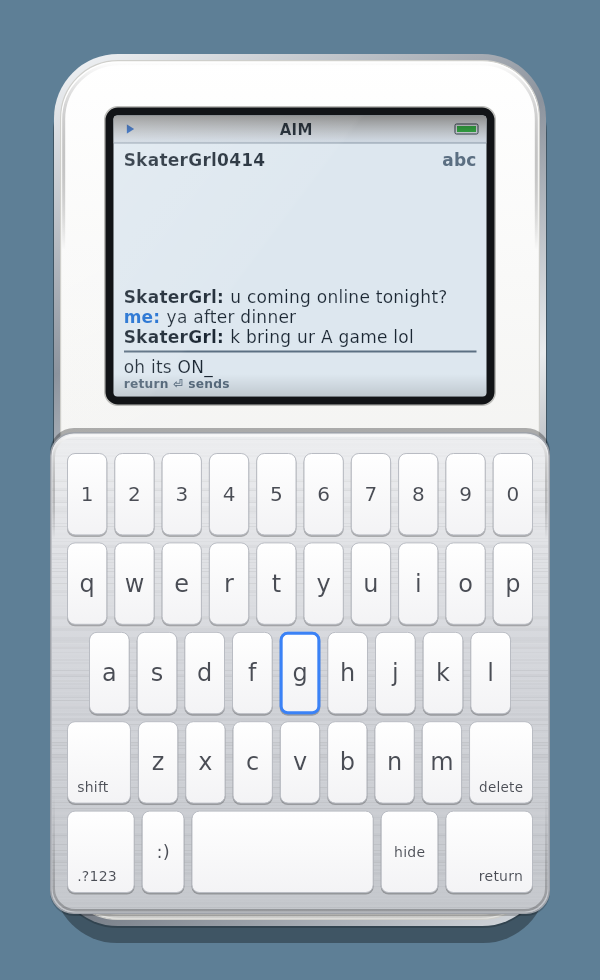 AIM
SkaterGrl0414 abc
SkaterGrl: u coming online tonight?
me: ya after dinner
SkaterGrl: k bring ur A game lol
oh its ON_
return ⏎ sends
1 2 3 4 5 6 7 8 9 0
q w e r t y u i o p
a s d f g h j k l
shift z x c v b n m delete
.?123 :) hide return